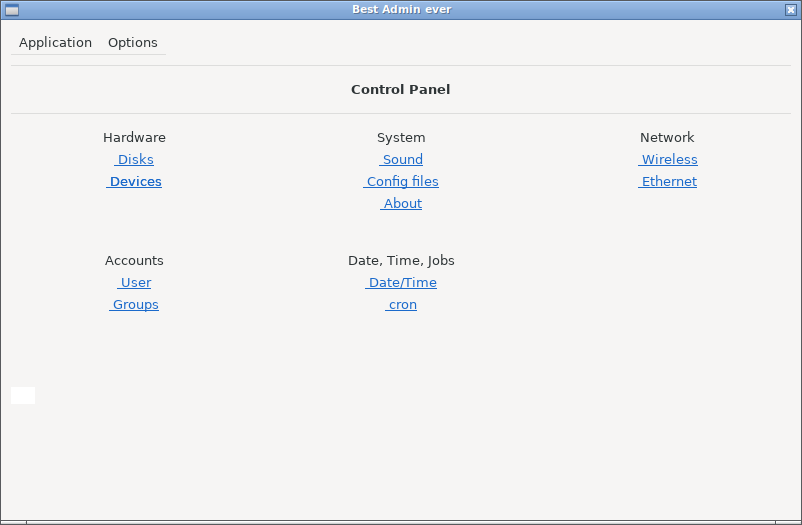 Best Admin ever
Application Options
Control Panel
Hardware
Disks
Devices
System
Sound
Config files
About
Network
Wireless
Ethernet
Accounts
User
Groups
Date, Time, Jobs
Date/Time
cron